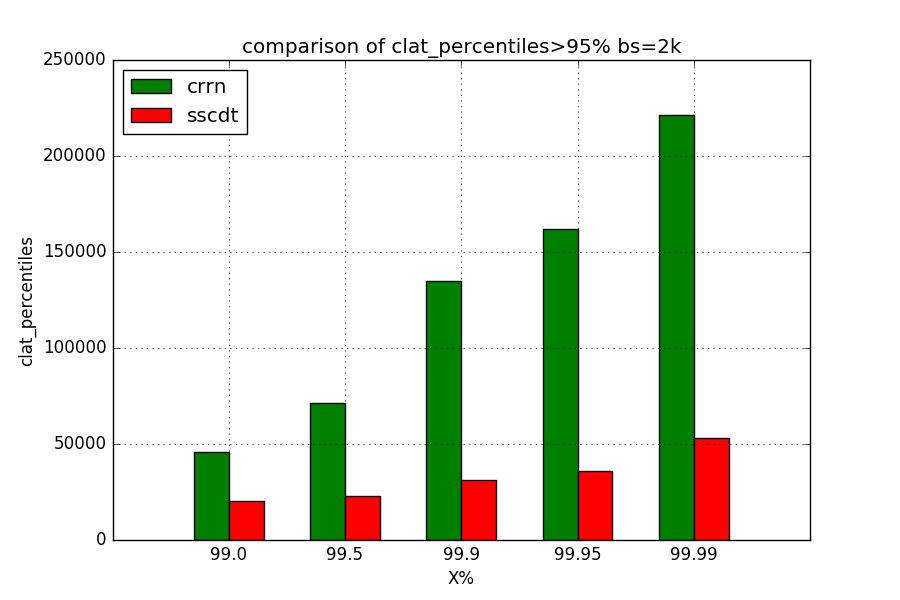 comparison of clat_percentiles>95% bs=2k
250000
200000
150000
100000
50000
0
clat_percentiles
crrn
sscdt
99.0 99.5 99.9 99.95 99.99
X%